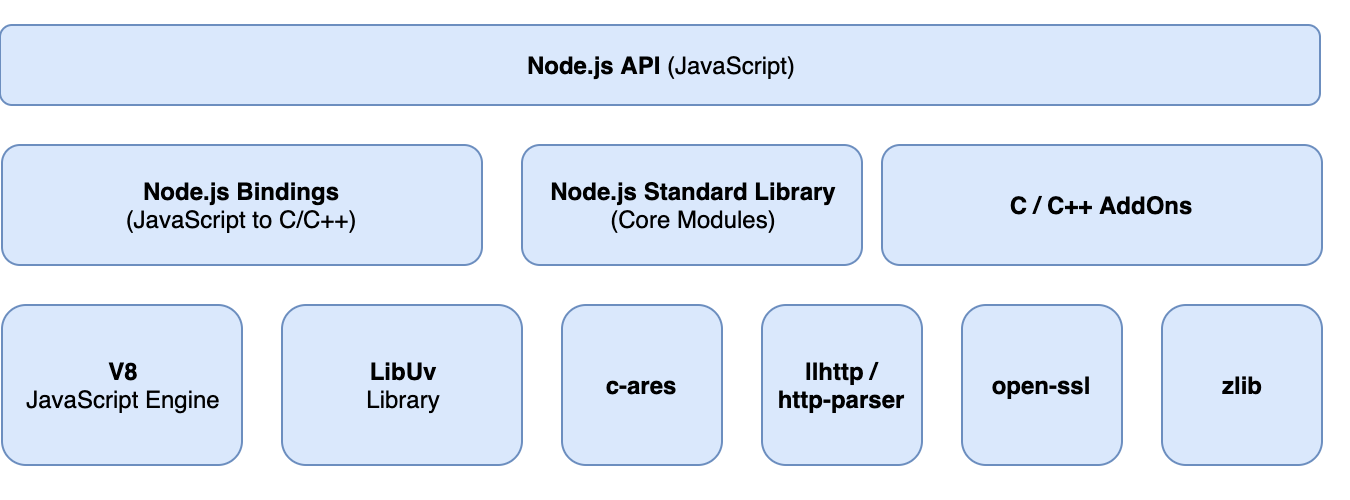 Node.js API (JavaScript)
Node.js Bindings
(JavaScript to C/C++)
Node.js Standard Library
(Core Modules)
C / C++ AddOns
V8
JavaScript Engine
LibUv
Library
c-ares
llhttp /
http-parser
open-ssl
zlib